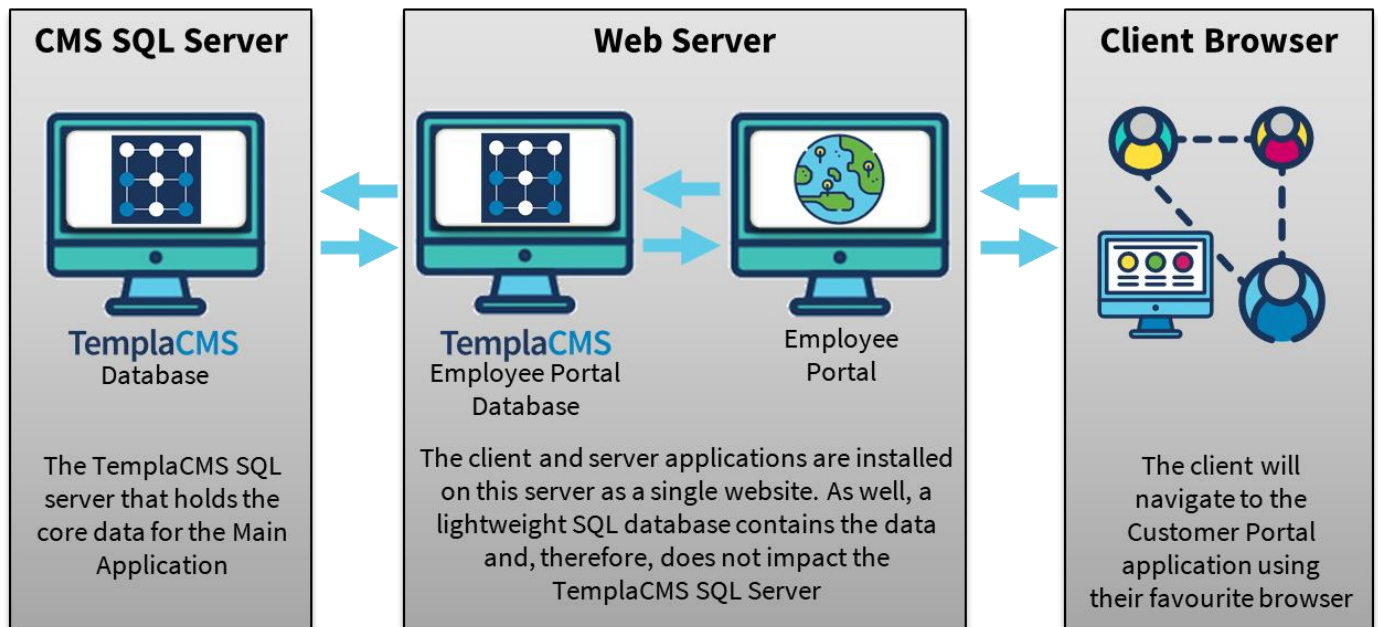 CMS SQL Server
TemplaCMS
Database
The TemplaCMS SQL
server that holds the
core data for the Main
Application
Web Server
TemplaCMS
Employee Portal
Database
Employee
Portal
The client and server applications are installed
on this server as a single website. As well, a
lightweight SQL database contains the data
and, therefore, does not impact the
TemplaCMS SQL Server
Client Browser
The client will
navigate to the
Customer Portal
application using
their favourite browser